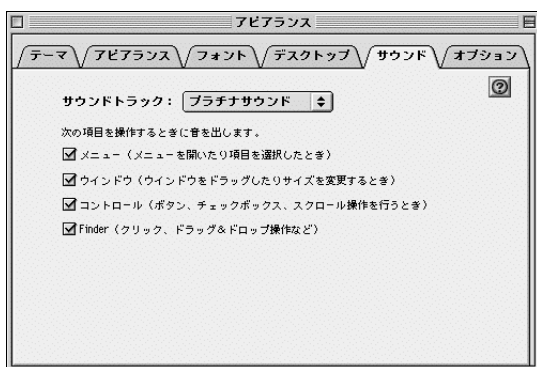 アピアランス
テーマ アピアランス フォント デスクトップ サウンド オプション
?
サウンドトラック： プラチナサウンド
次の項目を操作するときに音を出します。
メニュー（メニューを開いたり項目を選択したとき）
ウインドウ（ウインドウをドラッグしたりサイズを変更するとき）
コントロール（ボタン、チェックボックス、スクロール操作を行うとき）
Finder（クリック、ドラッグ&ドロップ操作など）